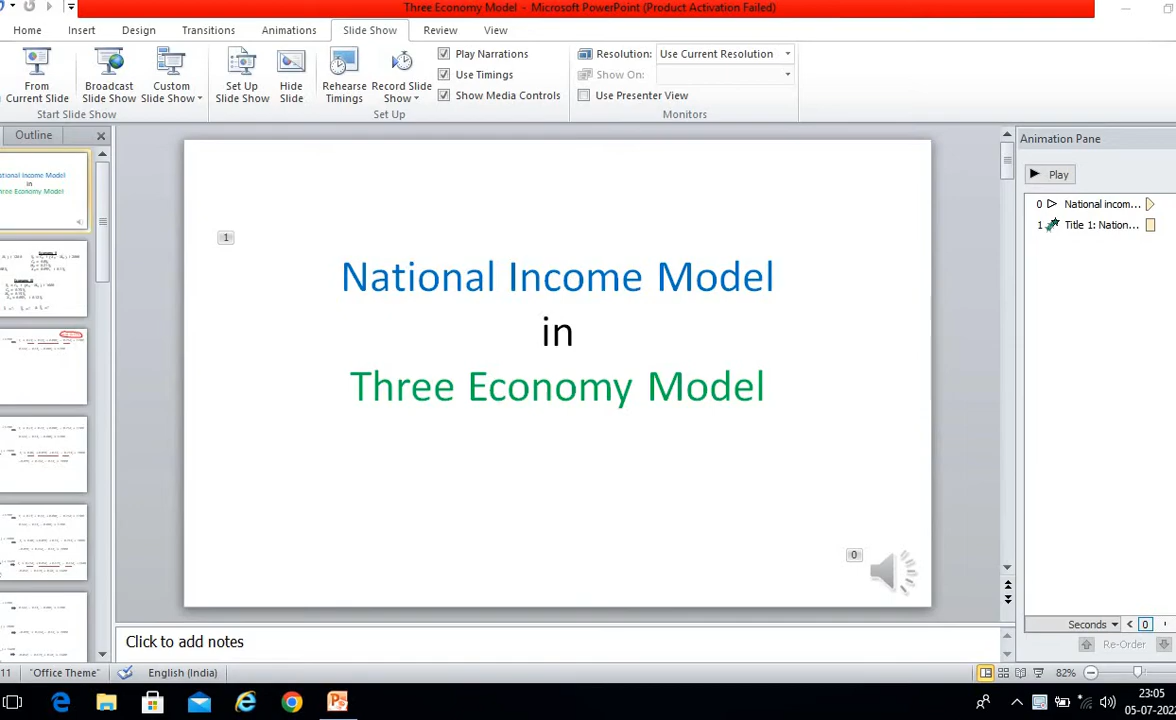 Three Economy Model - Microsoft PowerPoint (Product Activation Failed)
Home Insert Design Transitions Animations Slide Show Review View
From Current Slide
Broadcast Slide Show
Custom Slide Show
Set Up Slide Show
Hide Slide
Rehearse Timings
Record Slide Show
Play Narrations
Use Timings
Show Media Controls
Resolution: Use Current Resolution
Show On:
Use Presenter View
Start Slide Show
Set Up
Monitors
Outline
Animation Pane
Play
0 National incom...
1 Title 1: Nation...
1
National Income Model
in
Three Economy Model
0
Click to add notes
Seconds 0
Re-Order
11 "Office Theme" English (India) 82%
23:05
05-07-202